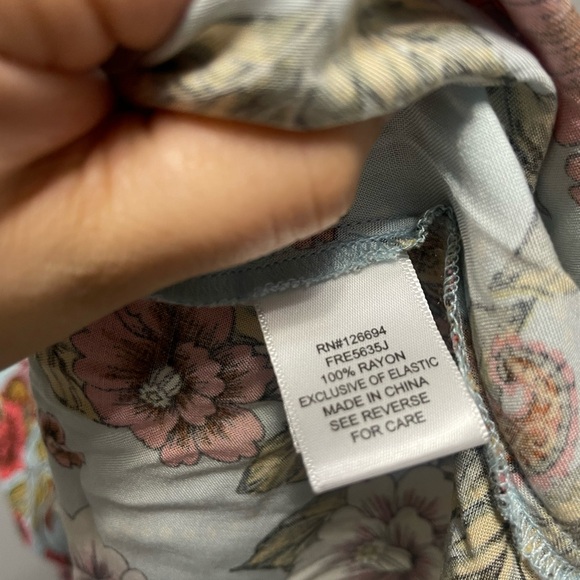 RN#126694
FRE5635J
100% RAYON
EXCLUSIVE OF ELASTIC
MADE IN CHINA
SEE REVERSE
FOR CARE